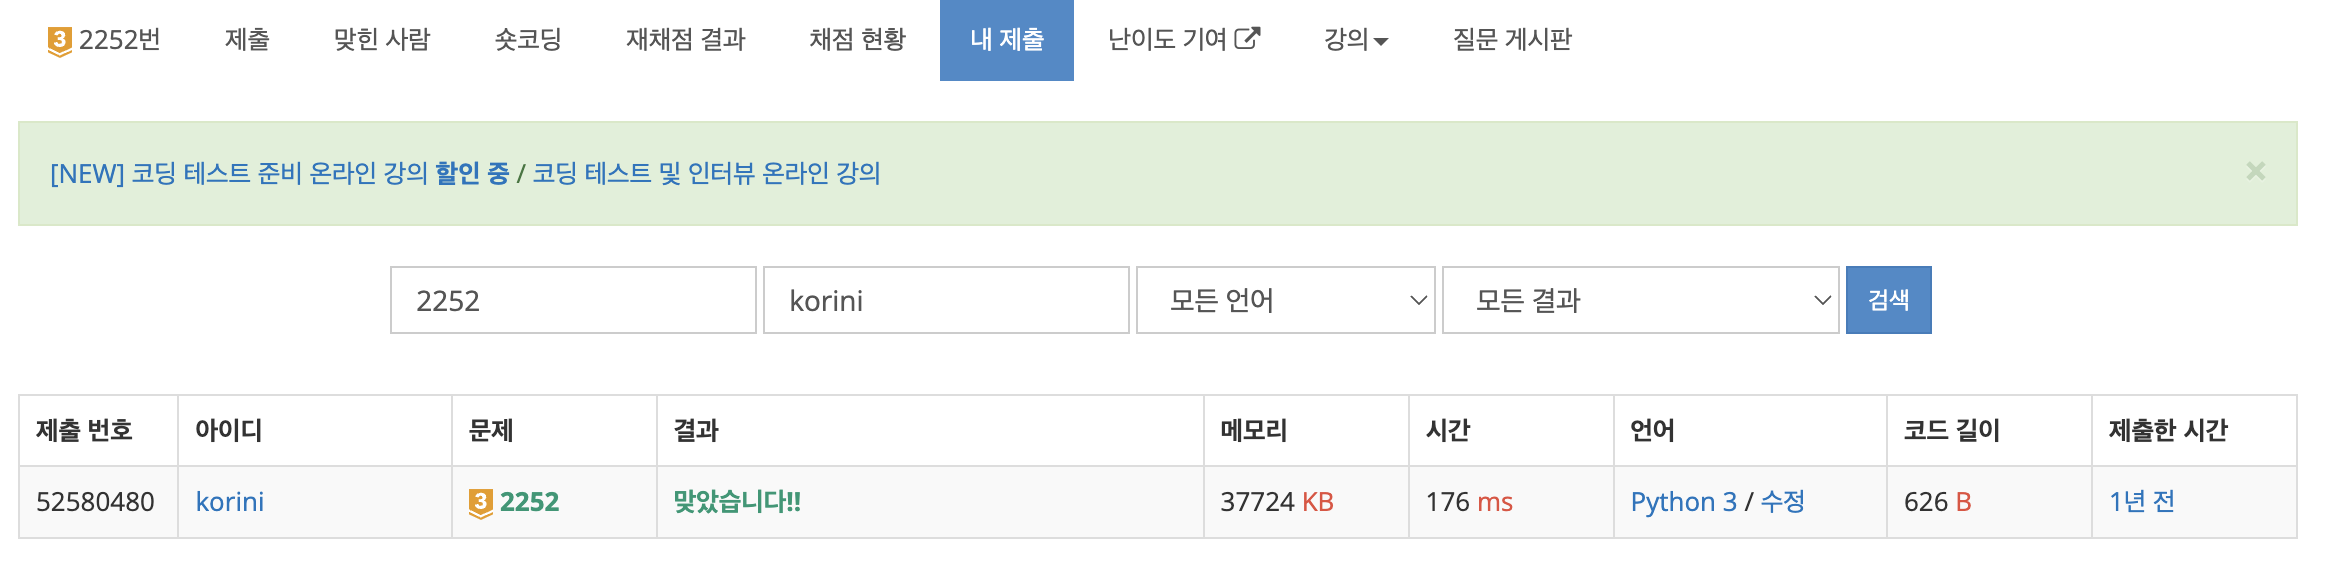 3 2252번 제출 맞힌 사람 숏코딩 재채점 결과 채점 현황 내 제출 난이도 기여 강의 질문 게시판
[NEW] 코딩 테스트 준비 온라인 강의 할인 중 / 코딩 테스트 및 인터뷰 온라인 강의 ×
2252 korini 모든 언어 모든 결과 검색
제출 번호 아이디 문제 결과 메모리 시간 언어 코드 길이 제출한 시간
52580480 korini 3 2252 맞았습니다!! 37724 KB 176 ms Python 3 / 수정 626 B 1년 전